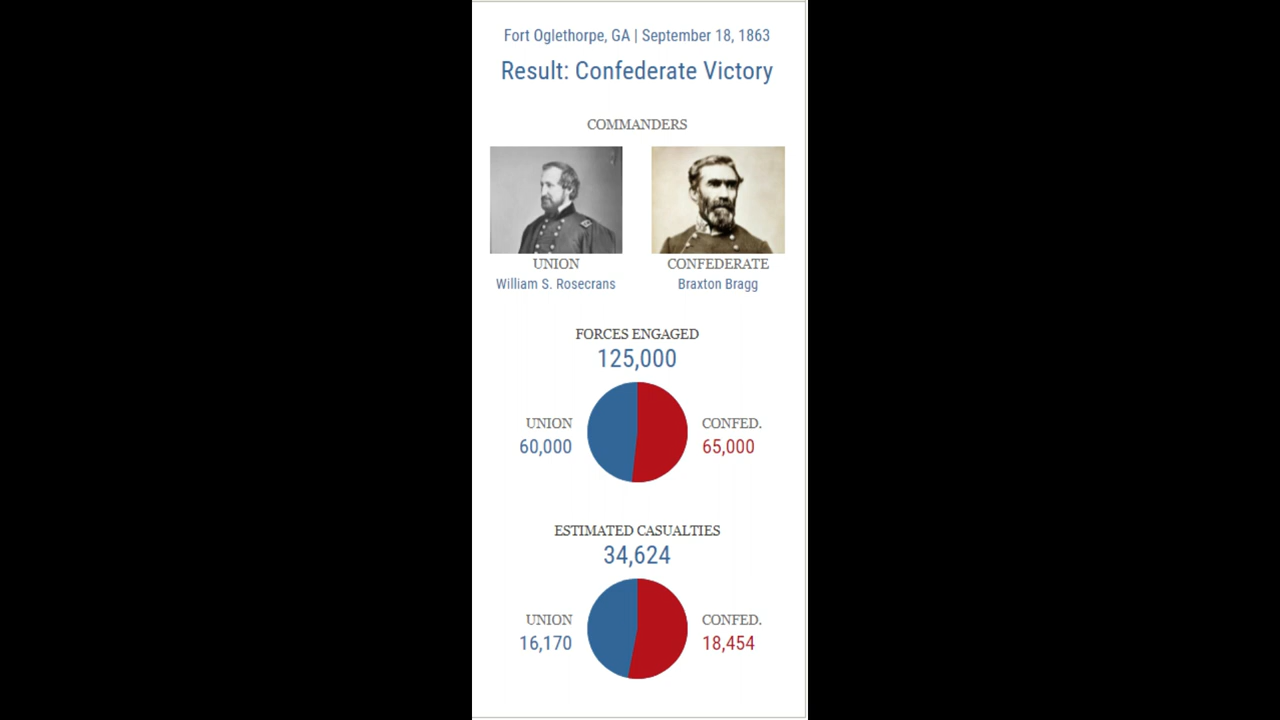 Fort Oglethorpe, GA | September 18, 1863
Result: Confederate Victory
COMMANDERS
UNION
William S. Rosecrans
CONFEDERATE
Braxton Bragg
FORCES ENGAGED
125,000
UNION
60,000
CONFED.
65,000
ESTIMATED CASUALTIES
34,624
UNION
16,170
CONFED.
18,454